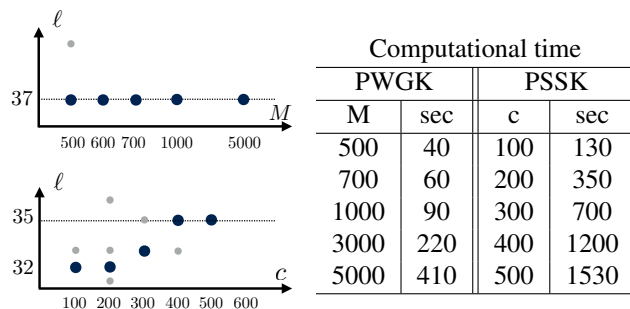 ℓ
37
M
500 600 700 1000 5000
ℓ
35
32
c
100 200 300 400 500 600
Computational time
PWGK PSSK
M sec c sec
500 40 100 130
700 60 200 350
1000 90 300 700
3000 220 400 1200
5000 410 500 1530